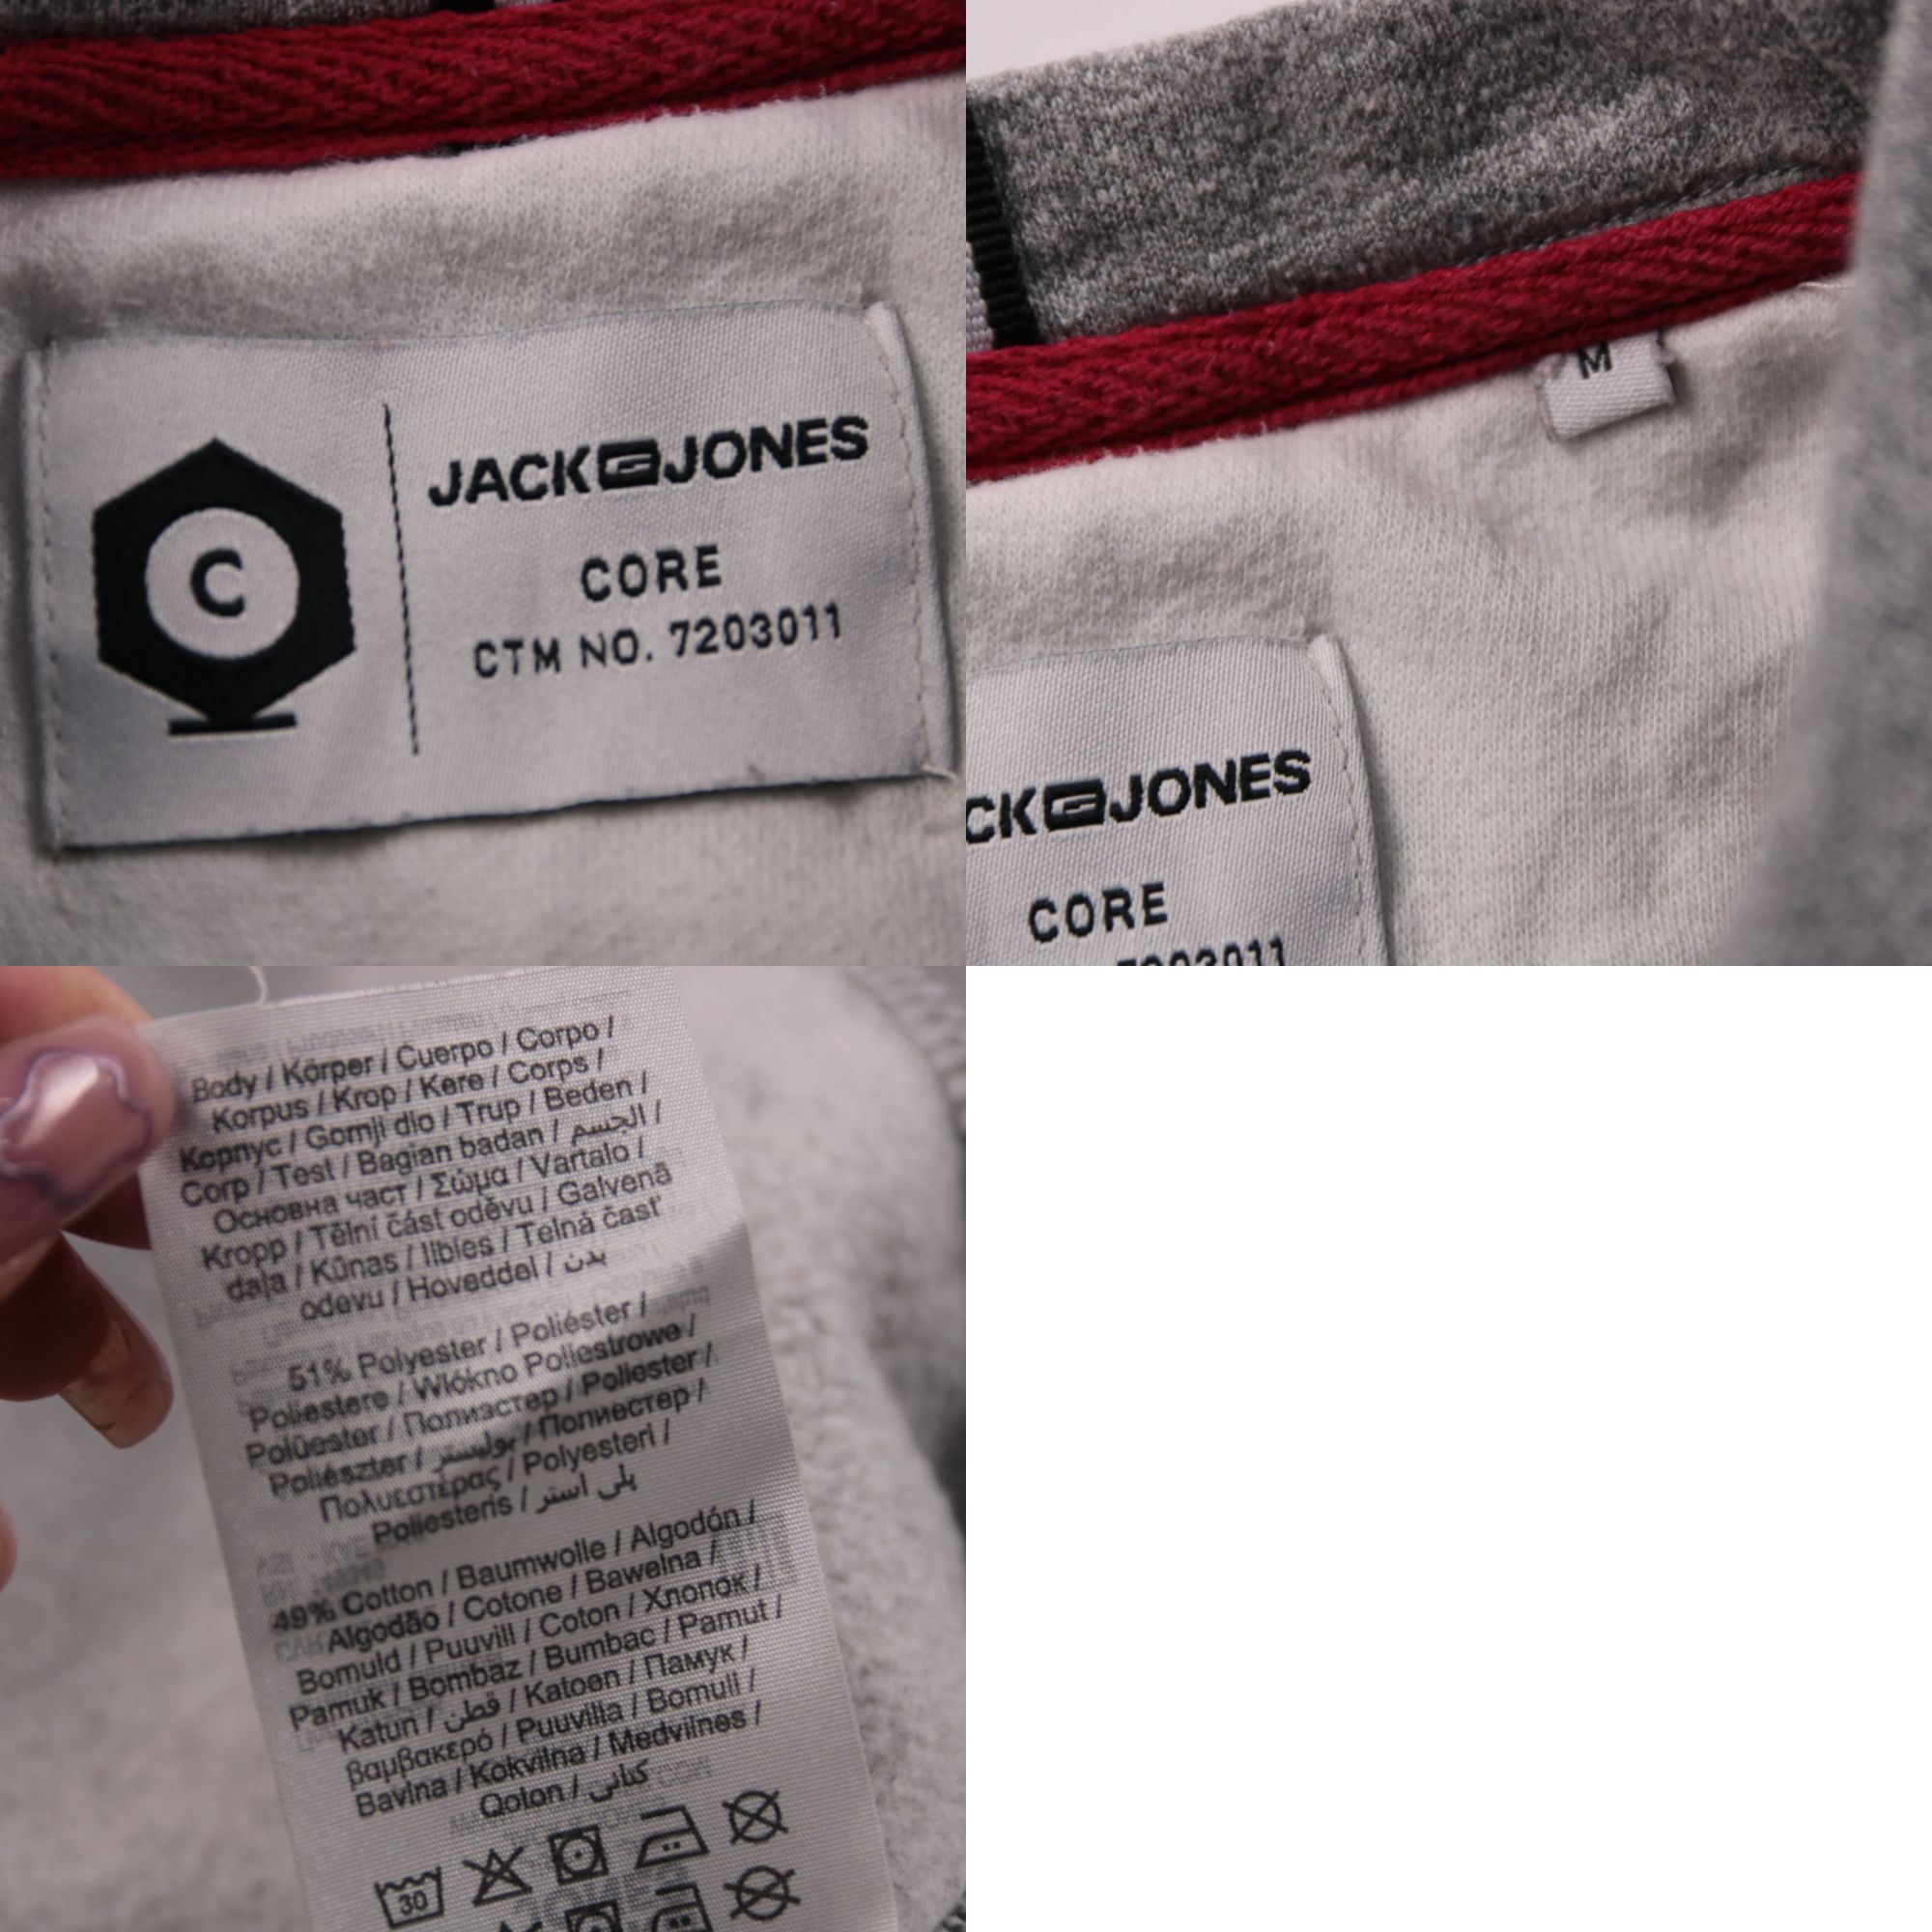 C
JACK JONES
CORE
CTM NO. 7203011
M
CK JONES
CORE
7203011
Body / Körper / Cuerpo / Corpo /
Korpus / Krop / Kere / Corps /
Корпус / Gornji dio / Trup / Beden /
Corp / Test / Bagian badan / الجسم /
Основна част / Σώμα / Vartalo /
Kropp / Tělní část oděvu / Galvenā
daļa / Kūnas / Ilbies / Telná časť
odevu / Hoveddel / بدن
51% Polyester / Poliéster /
Poliestere / Włókno Poliestrowe /
Polüester / Полиэстер / Poliester /
Poliészter / بوليستر / Полиестер /
Πολυεστέρας / Polyesteri /
Poliesteris / پلی استر
49% Cotton / Baumwolle / Algodón /
Algodão / Cotone / Bawełna /
Bomuld / Puuvill / Coton / Хлопок /
Pamuk / Bombaz / Bumbac / Pamut /
Katun / قطن / Katoen / Памук /
βαμβακερό / Puuvilla / Bomull /
Bavlna / Kokvilna / Medvilnes /
Qoton / کتانی
30